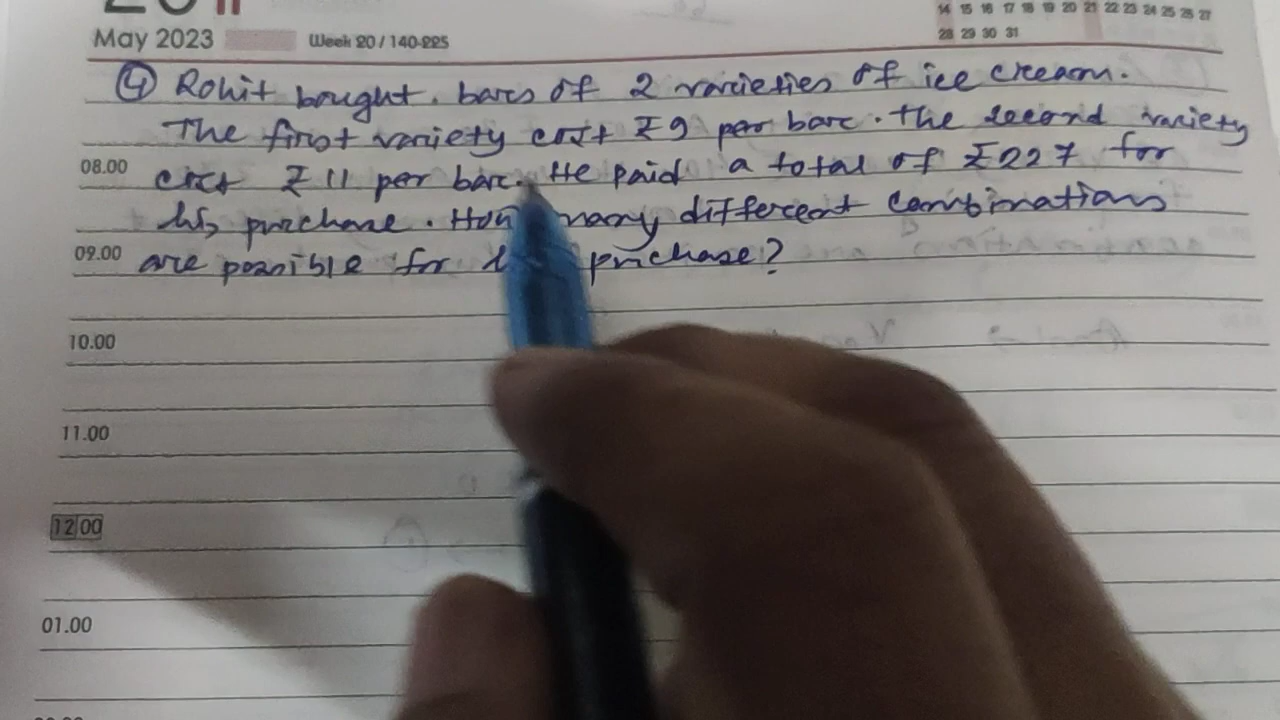 14 15 16 17 18 19 20 21 22 23 24 25 26 27
May 2023 Week 20 / 140-225
28 29 30 31
④ Rohit bought bars of 2 varieties of ice cream.
The first variety cost ₹9 per bar. The second variety
08.00 cost ₹11 per bar. He paid a total of ₹227 for
his purchase. How many different combinations
09.00 are possible for purchase?
10.00
11.00
12 00
01.00